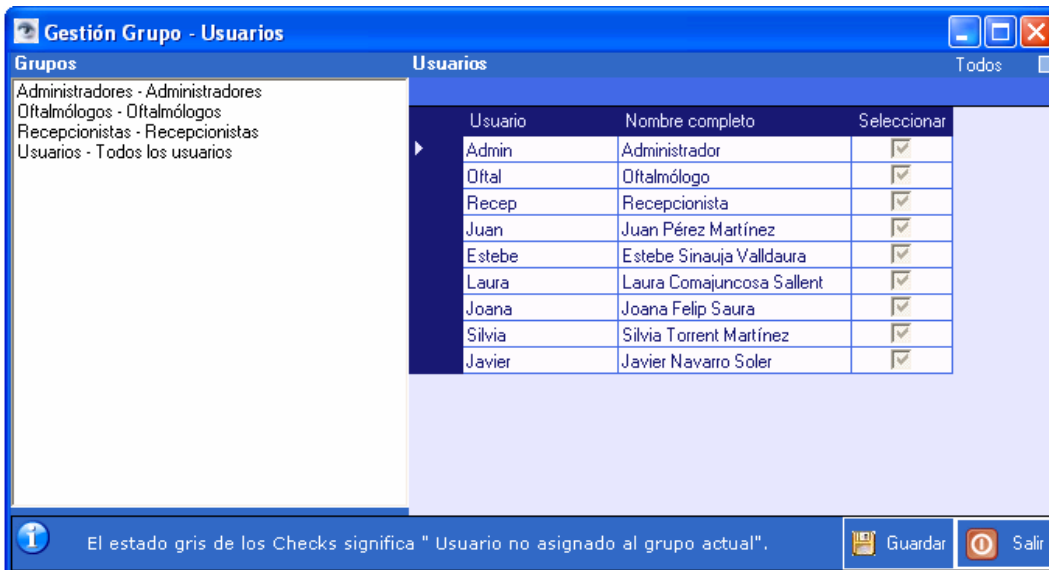 Gestión Grupo - Usuarios
Grupos
Usuarios
Todos
Administradores - Administradores
Oftalmólogos - Oftalmólogos
Recepcionistas - Recepcionistas
Usuarios - Todos los usuarios
Usuario Nombre completo Seleccionar
Admin Administrador
Oftal Oftalmólogo
Recep Recepcionista
Juan Juan Pérez Martínez
Estebe Estebe Sinauja Valldaura
Laura Laura Comajuncosa Sallent
Joana Joana Felip Saura
Silvia Silvia Torrent Martínez
Javier Javier Navarro Soler
El estado gris de los Checks significa " Usuario no asignado al grupo actual".
Guardar
Salir